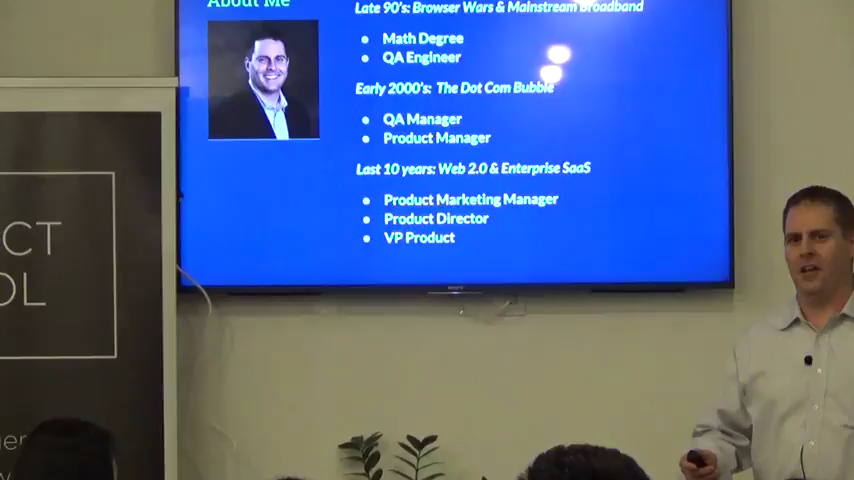 About Me
Late 90's: Browser Wars & Mainstream Broadband
Math Degree
QA Engineer
Early 2000's: The Dot Com Bubble
QA Manager
Product Manager
Last 10 years: Web 2.0 & Enterprise SaaS
Product Marketing Manager
Product Director
VP Product
SONY
CT
OL
ger
w